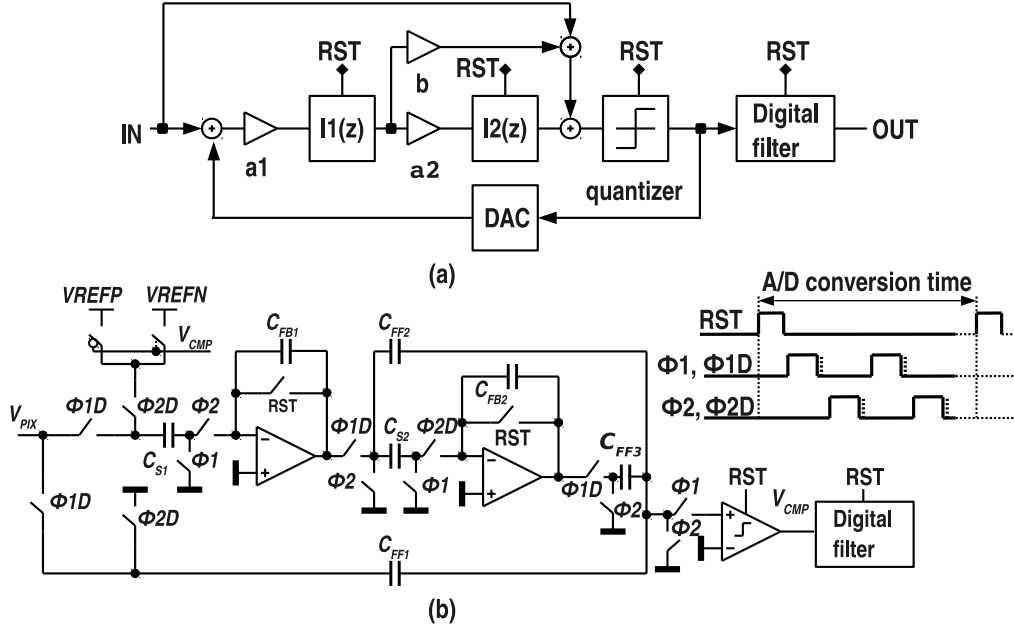 RST
RST
RST
RST
b
IN
I1(z)
I2(z)
Digital
filter
OUT
a1
a2
quantizer
DAC
(a)
VREFP
VREFN
V_CMP
C_FB1
C_FF2
A/D conversion time
RST
Φ1, Φ1D
Φ2, Φ2D
V_PIX
Φ1D
Φ2D
Φ2
RST
C_S1
Φ1
Φ1D
C_S2
Φ2D
C_FB2
RST
Φ2
Φ1
C_FF3
Φ1D
Φ2
Φ1D
Φ2D
C_FF1
Φ1
Φ2
RST
V_CMP
RST
Digital
filter
(b)